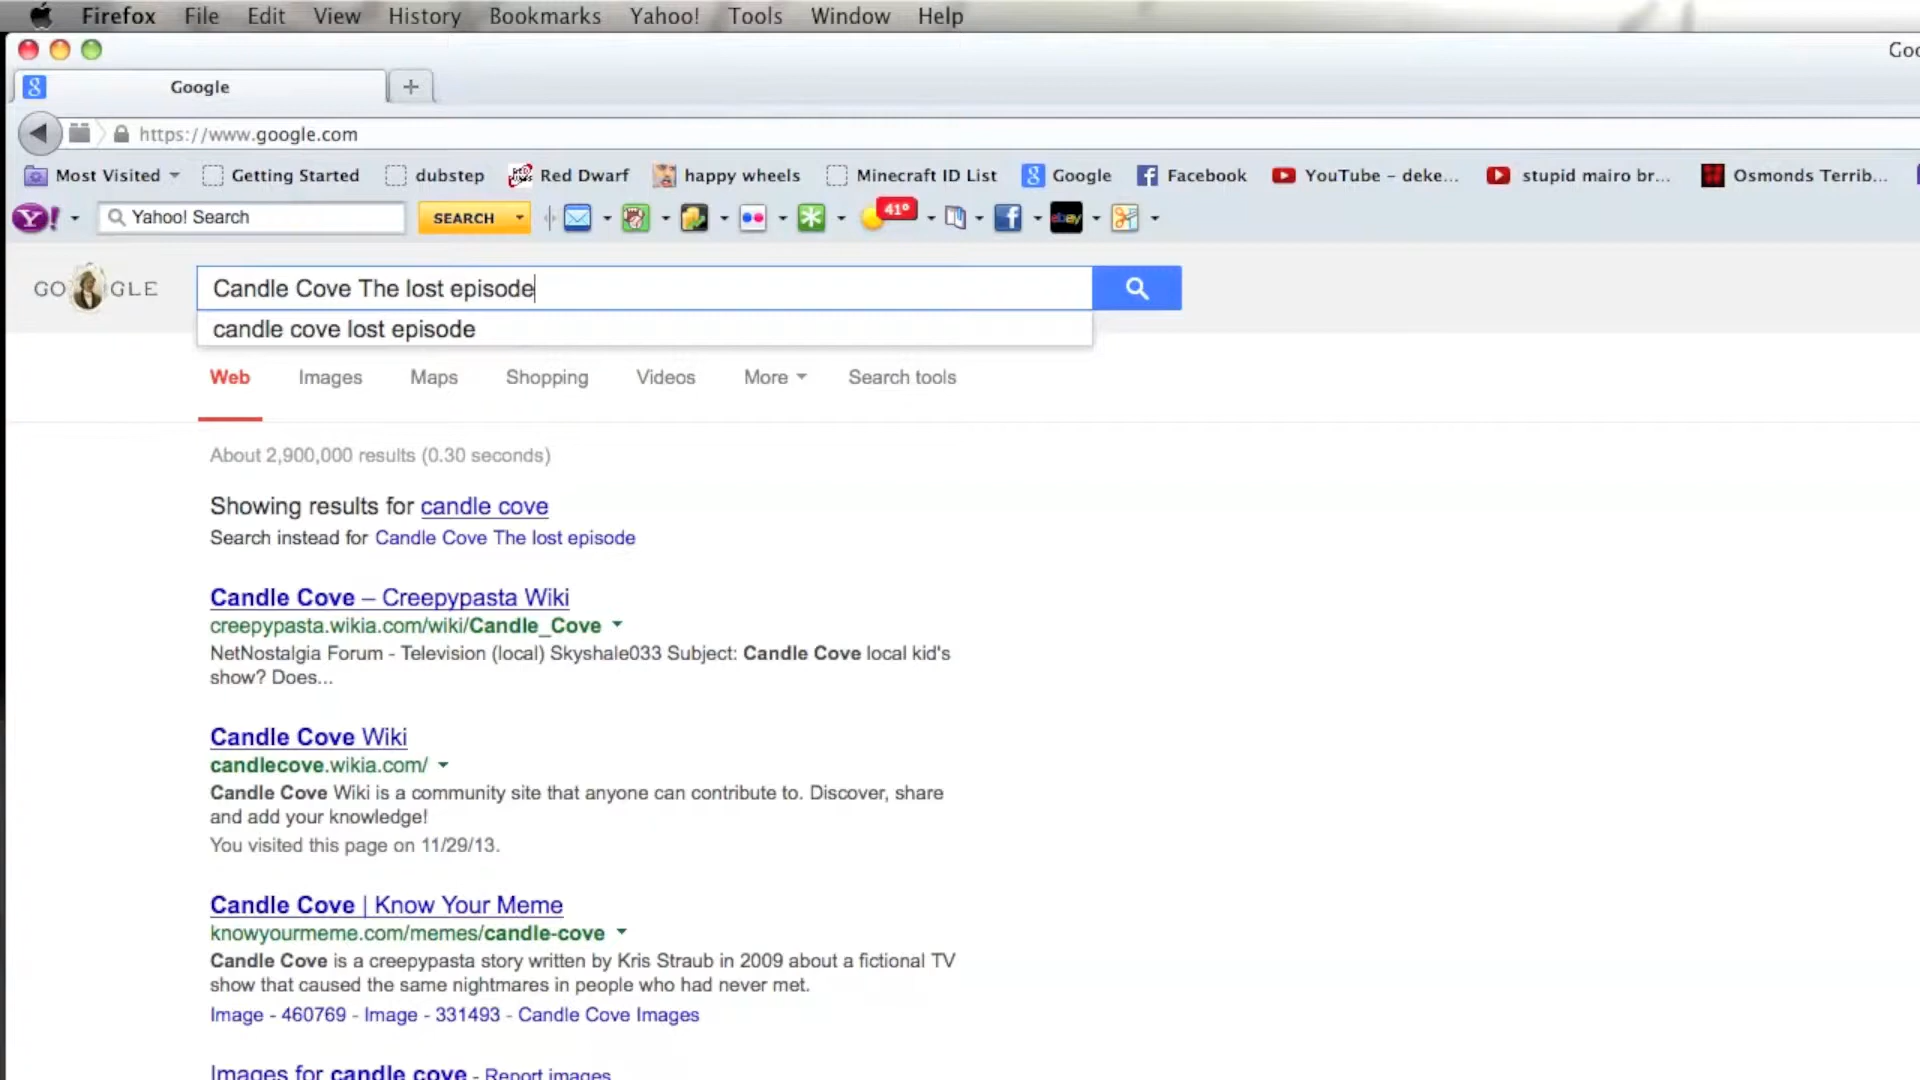 Firefox File Edit View History Bookmarks Yahoo! Tools Window Help
Goo
Google
https://www.google.com
Most Visited Getting Started dubstep Red Dwarf happy wheels Minecraft ID List Google Facebook YouTube – deke... stupid mairo br... Osmonds Terrib...
Y! Yahoo! Search SEARCH 41° ebay
GO GLE Candle Cove The lost episode
candle cove lost episode
Web Images Maps Shopping Videos More Search tools
About 2,900,000 results (0.30 seconds)
Showing results for candle cove
Search instead for Candle Cove The lost episode
Candle Cove – Creepypasta Wiki
creepypasta.wikia.com/wiki/Candle_Cove
NetNostalgia Forum - Television (local) Skyshale033 Subject: Candle Cove local kid's
show? Does...
Candle Cove Wiki
candlecove.wikia.com/
Candle Cove Wiki is a community site that anyone can contribute to. Discover, share
and add your knowledge!
You visited this page on 11/29/13.
Candle Cove | Know Your Meme
knowyourmeme.com/memes/candle-cove
Candle Cove is a creepypasta story written by Kris Straub in 2009 about a fictional TV
show that caused the same nightmares in people who had never met.
Image - 460769 - Image - 331493 - Candle Cove Images
Images for candle cove - Report images